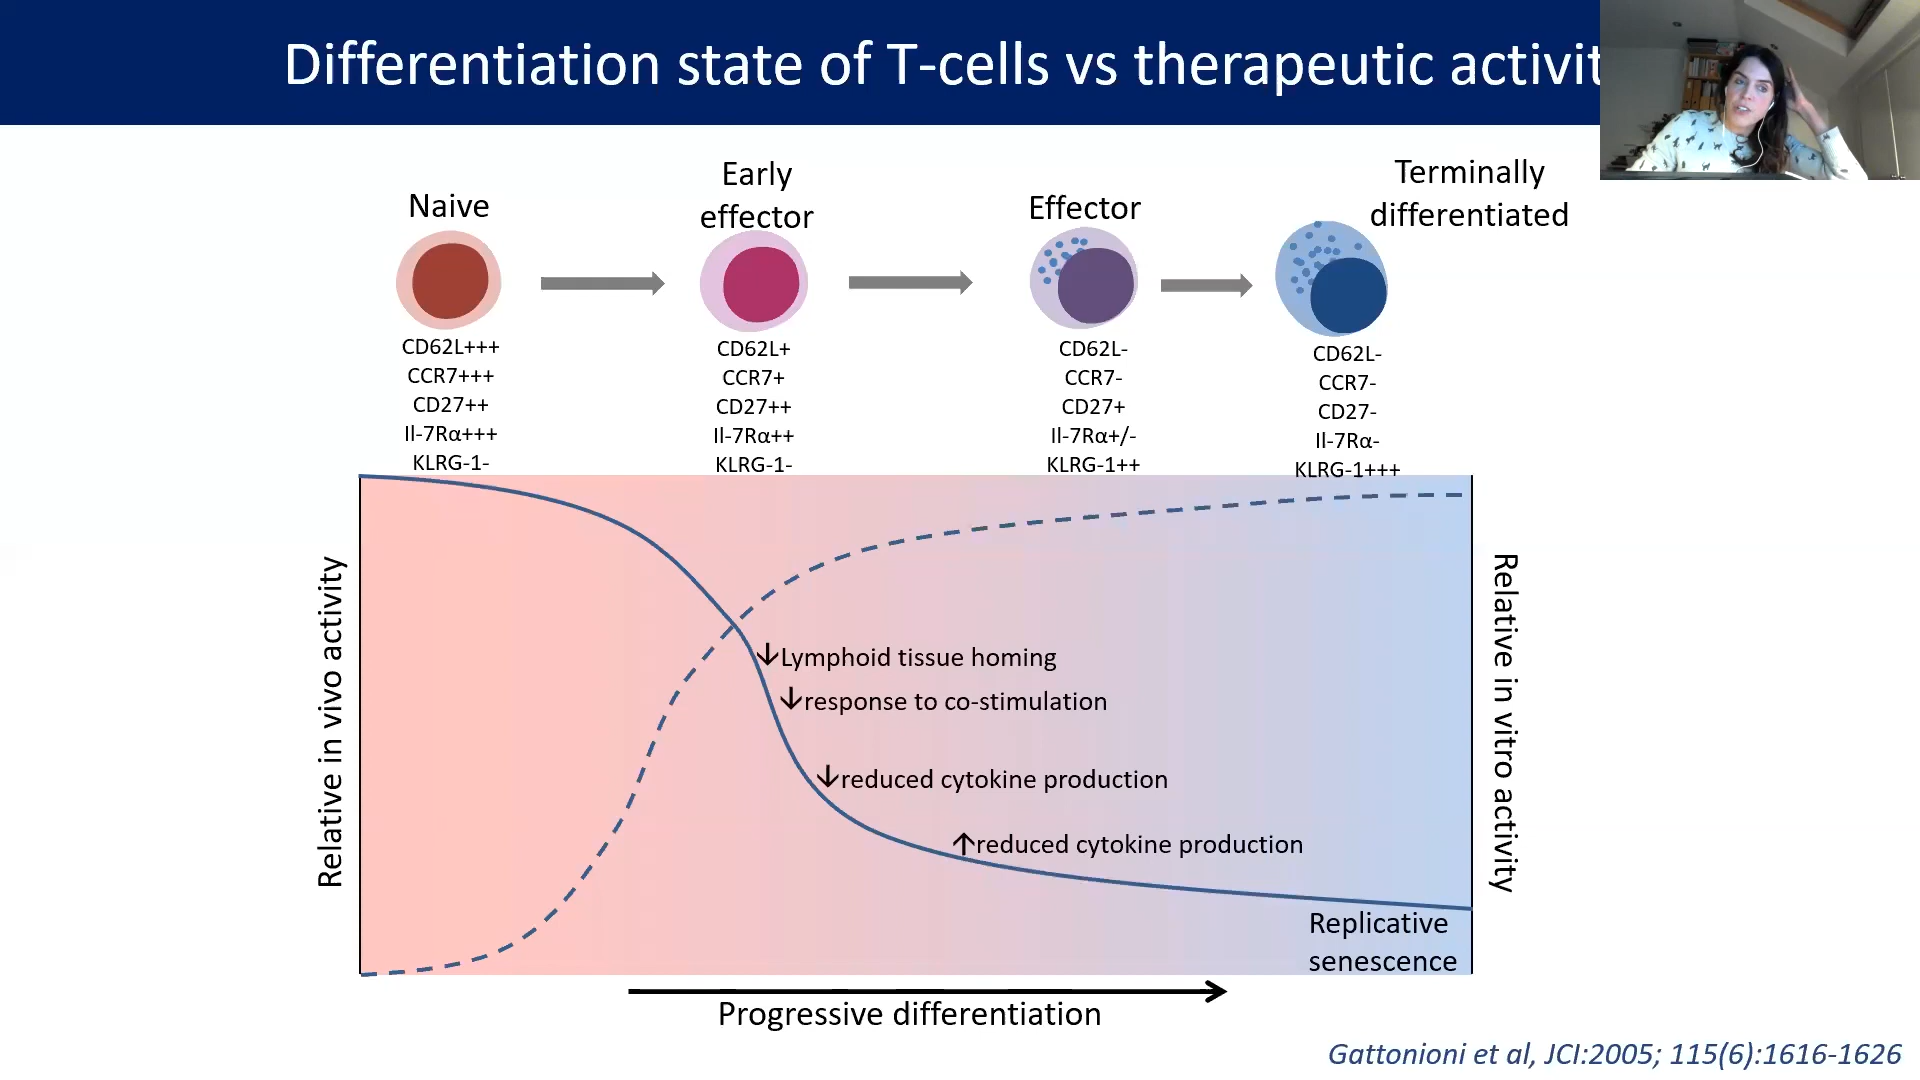 Differentiation state of T-cells vs therapeutic activit
Naive
Early
effector
Effector
Terminally
differentiated
CD62L+++
CCR7+++
CD27++
Il-7Rα+++
KLRG-1-
CD62L+
CCR7+
CD27++
Il-7Rα++
KLRG-1-
CD62L-
CCR7-
CD27+
Il-7Rα+/-
KLRG-1++
CD62L-
CCR7-
CD27-
Il-7Rα-
KLRG-1+++
Relative in vivo activity
↓Lymphoid tissue homing
↓response to co-stimulation
↓reduced cytokine production
↑reduced cytokine production
Replicative
senescence
Relative in vitro activity
Progressive differentiation
Gattonioni et al, JCI:2005; 115(6):1616-1626